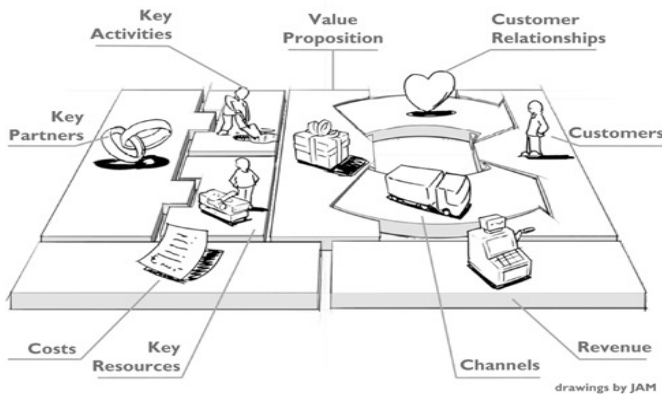 Key
Activities
Value
Proposition
Customer
Relationships
Key
Partners
Customers
Costs
Key
Resources
Channels
Revenue
drawings by JAM